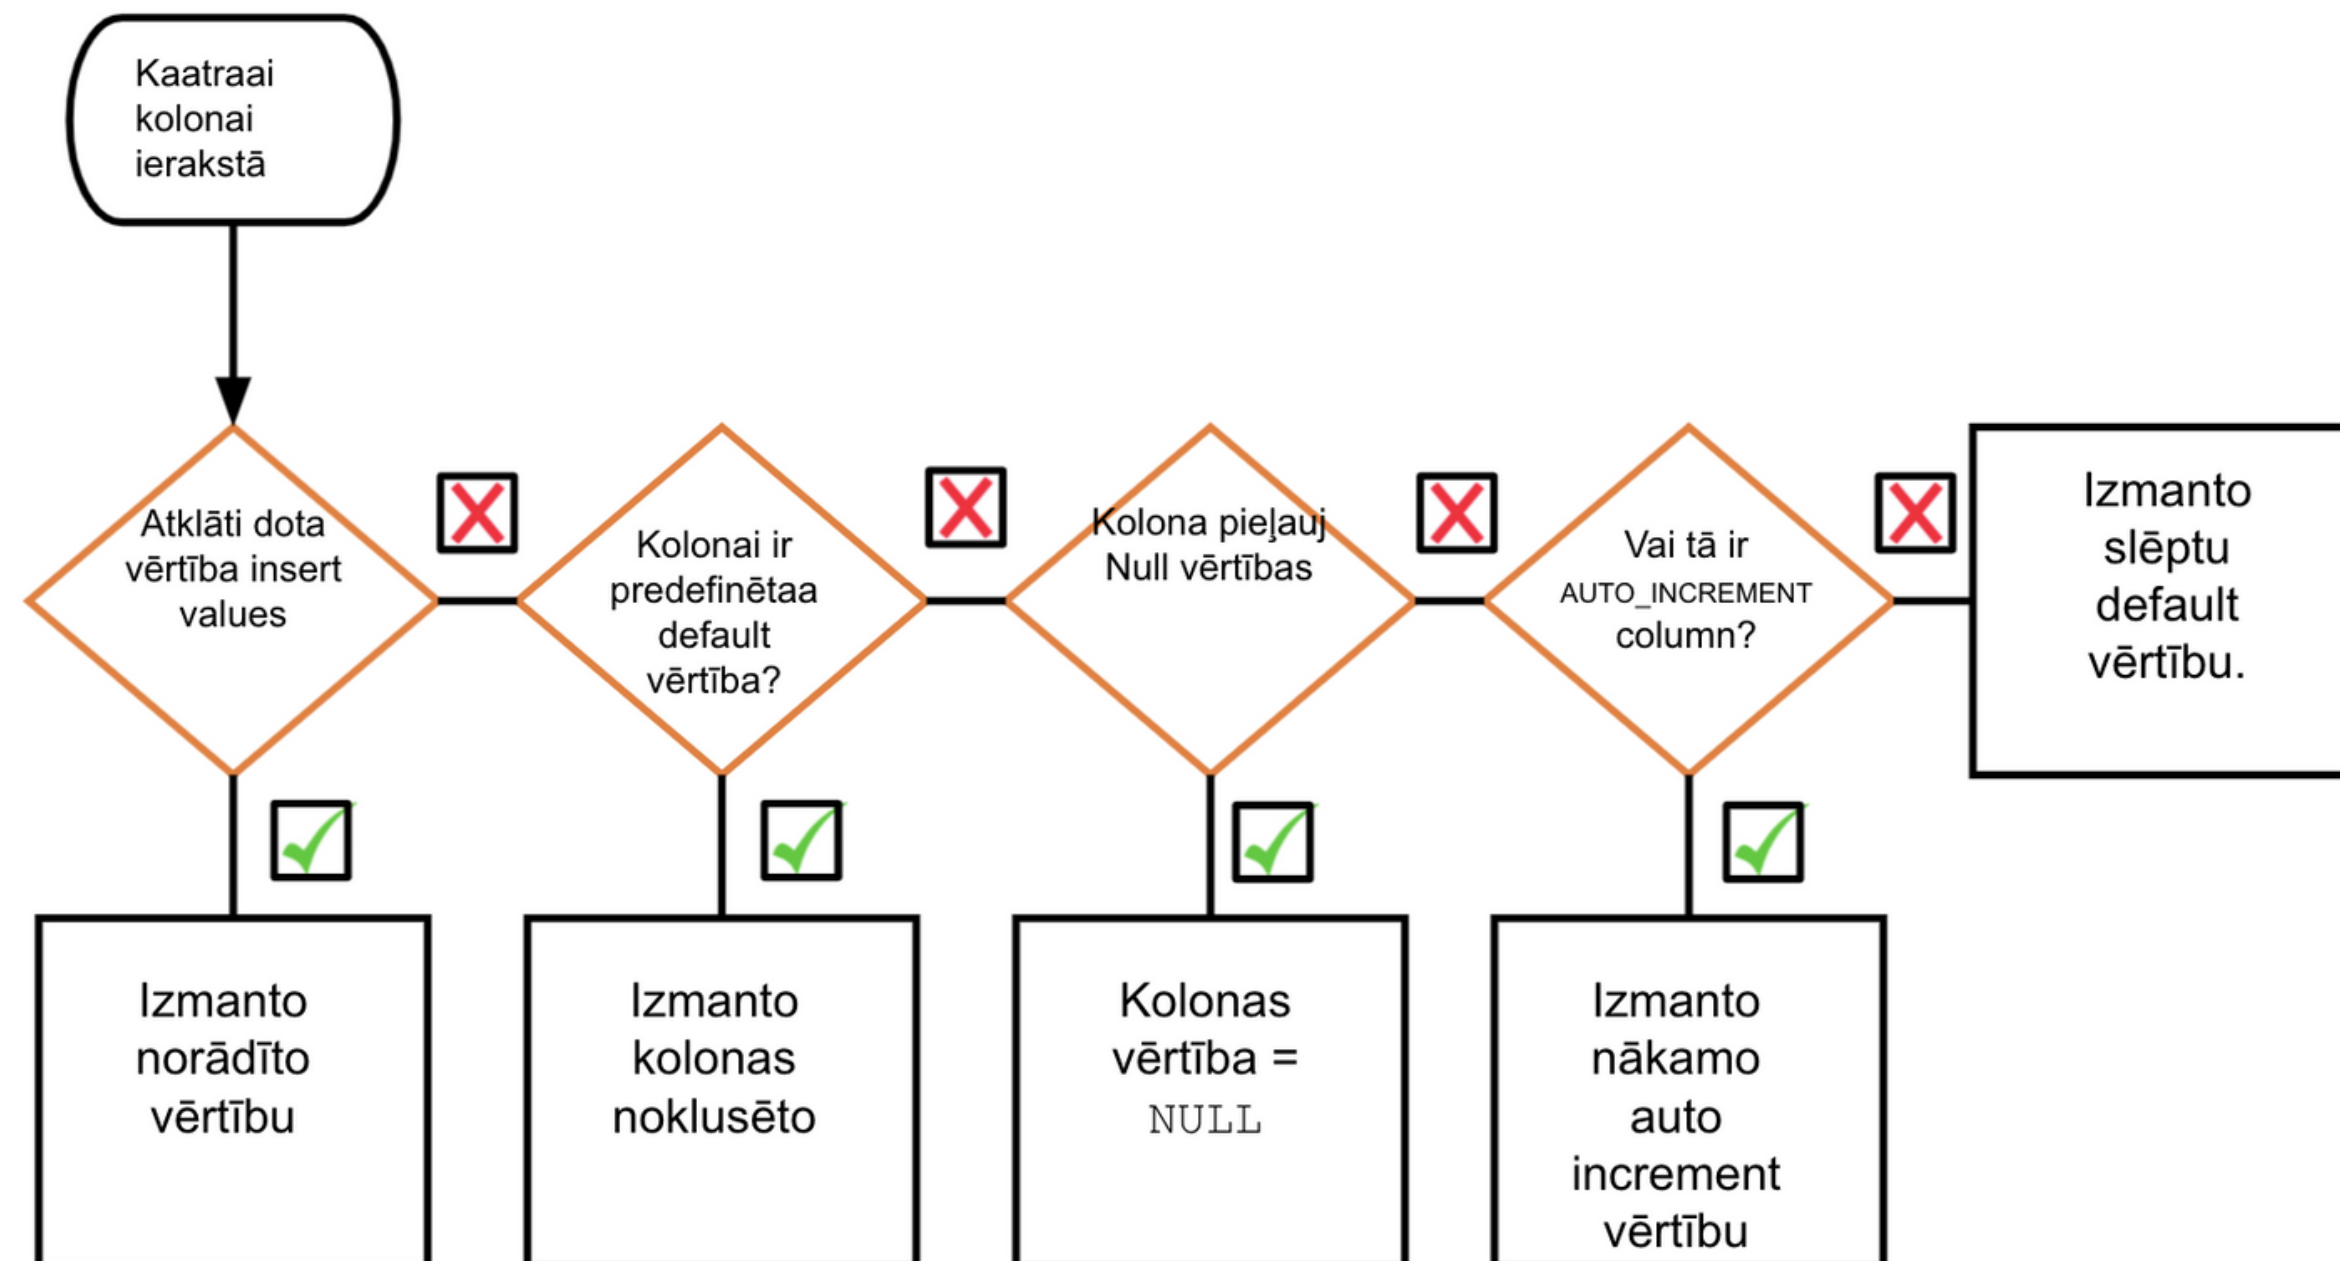 Kaatraai
kolonai
ierakstā
Atklāti dota
vērtība insert
values
Kolonai ir
predefinētaa
default
vērtība?
Kolona pieļauj
Null vērtības
Vai tā ir
AUTO_INCREMENT
column?
Izmanto
slēptu
default
vērtību.
Izmanto
norādīto
vērtību
Izmanto
kolonas
noklusēto
Kolonas
vērtība =
NULL
Izmanto
nākamo
auto
increment
vērtību